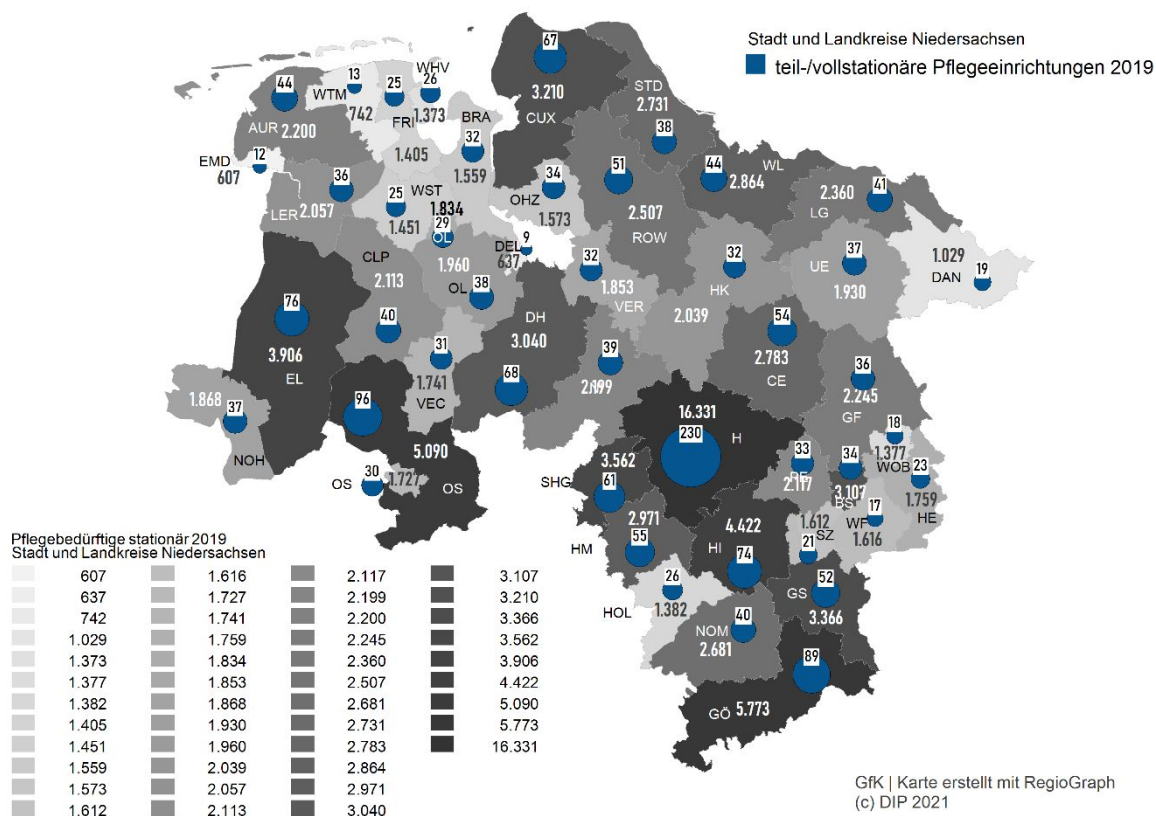 Stadt und Landkreise Niedersachsen
teil-/vollstationäre Pflegeeinrichtungen 2019
67
3.210
CUX
STD
2.731
38
44
AUR
2.200
13
WTM
742
25
FRI
1.405
WHV
26
1.373
BRA
32
1.559
EMD
12
607
36
LER
2.057
25
WST
1.451
1.834
29
OL
34
OHZ
1.573
51
2.507
ROW
44
WL
2.864
2.360
41
LG
DEL
9
637
1.960
38
OL
CLP
2.113
40
32
1.853
VER
32
HK
2.039
37
UE
1.930
1.029
DAN
19
76
3.906
EL
31
1.741
VEC
DH
3.040
68
39
54
2.783
CE
36
2.245
GF
1.868
37
NOH
96
5.090
OS
30
OS
1.727
16.331
230
H
33
PE
2.117
34
3.107
BS
18
1.377
WOB
23
1.759
HE
3.562
SHG
61
2.971
55
HM
4.422
HI
74
1.612
SZ
21
17
WF
1.616
26
HOL
1.382
40
NOM
2.681
52
GS
3.366
89
GÖ
5.773
Pflegebedürftige stationär 2019
Stadt und Landkreise Niedersachsen
607 1.616 2.117 3.107
637 1.727 2.199 3.210
742 1.741 2.200 3.366
1.029 1.759 2.245 3.562
1.373 1.834 2.360 3.906
1.377 1.853 2.507 4.422
1.382 1.868 2.681 5.090
1.405 1.930 2.731 5.773
1.451 1.960 2.783 16.331
1.559 2.039 2.864
1.573 2.057 2.971
1.612 2.113 3.040
GfK | Karte erstellt mit RegioGraph
(c) DIP 2021